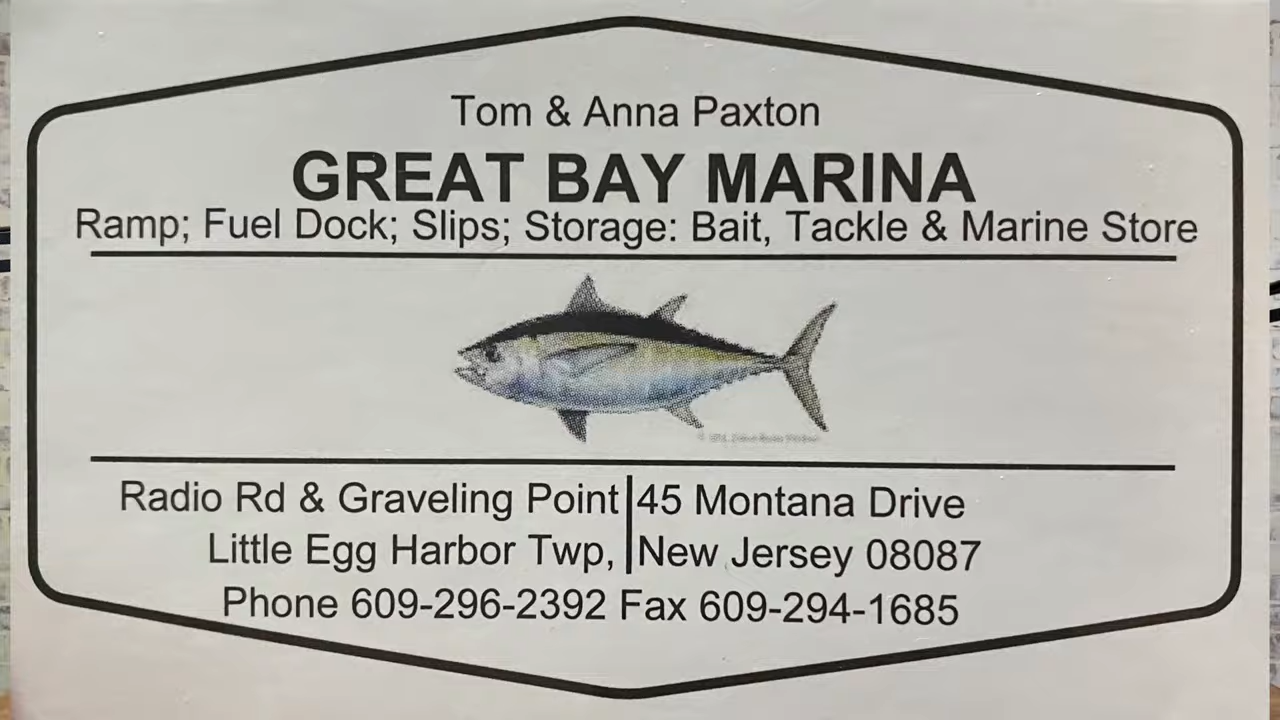 Tom & Anna Paxton
GREAT BAY MARINA
Ramp; Fuel Dock; Slips; Storage: Bait, Tackle & Marine Store
Radio Rd & Graveling Point 45 Montana Drive
Little Egg Harbor Twp, New Jersey 08087
Phone 609-296-2392 Fax 609-294-1685